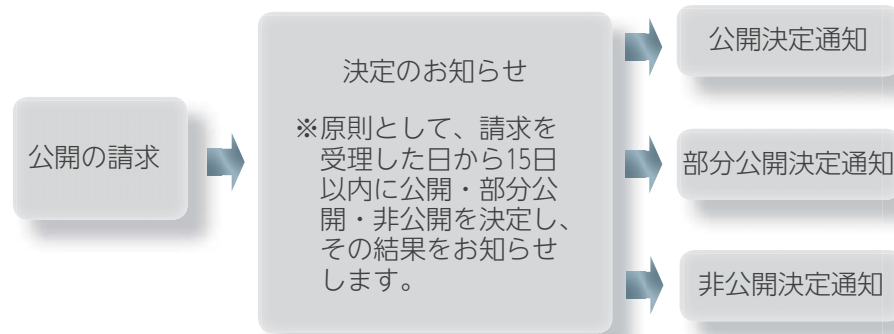 公開の請求
決定のお知らせ
※原則として、請求を
受理した日から15日
以内に公開・部分公
開・非公開を決定し、
その結果をお知らせ
します。
公開決定通知
部分公開決定通知
非公開決定通知